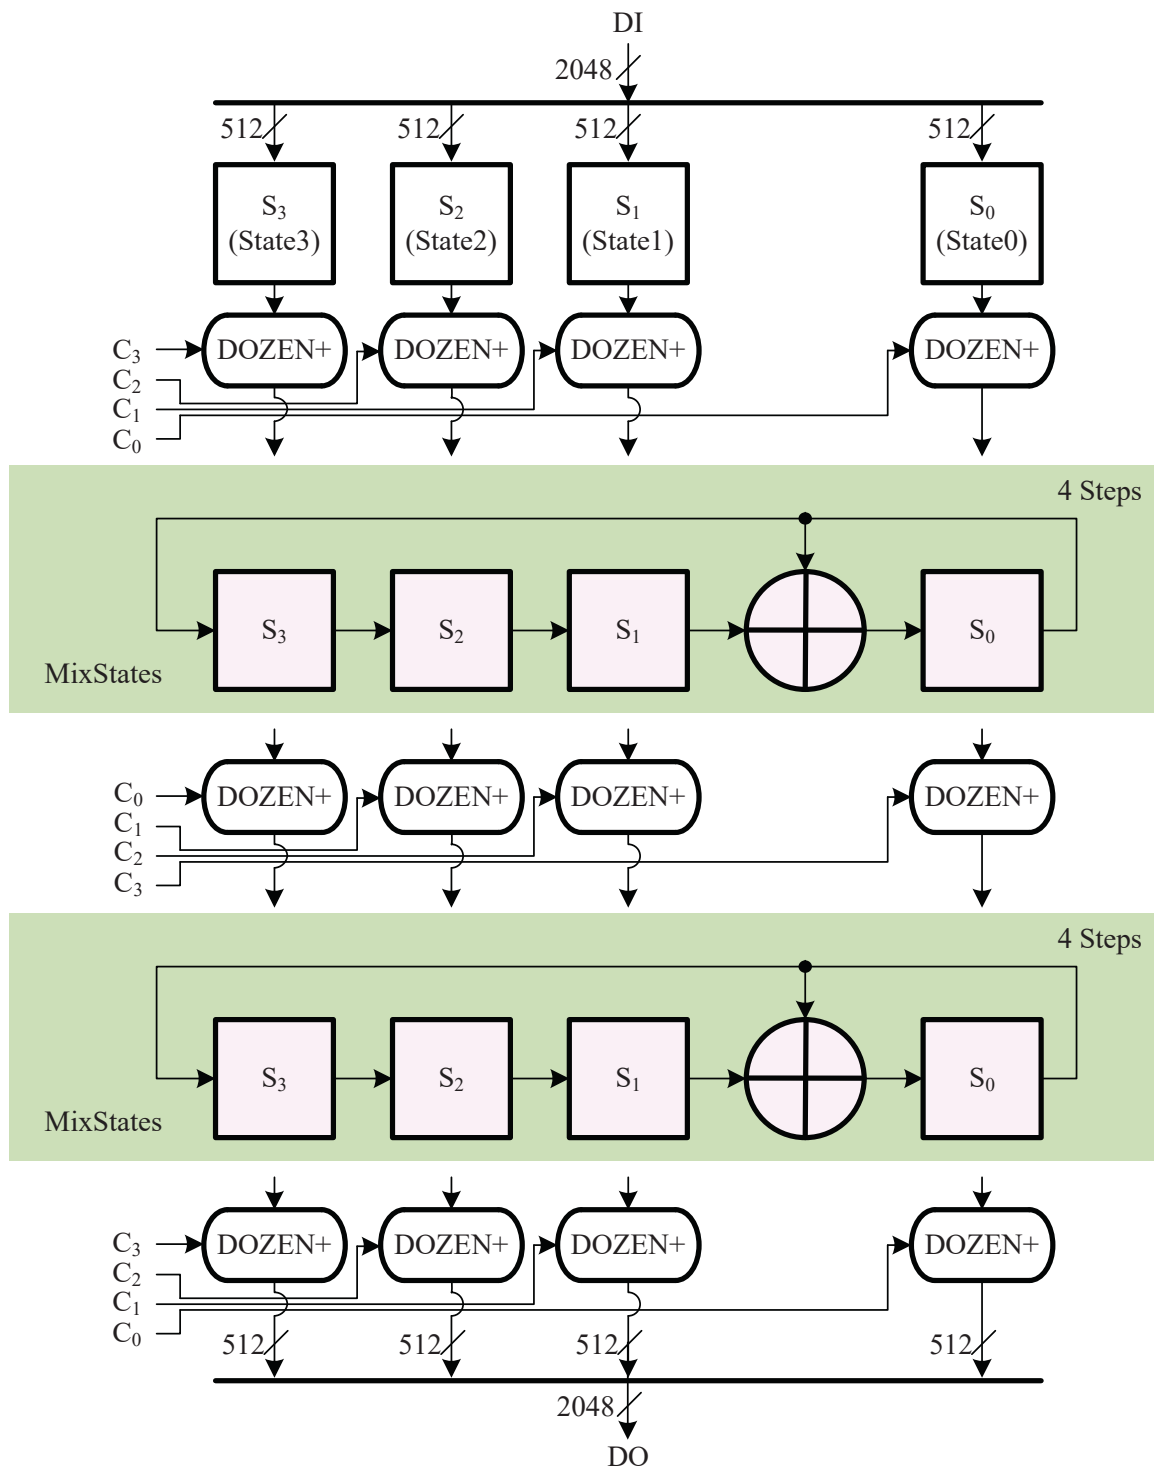 DI
2048
512 512 512 512
S3 S2 S1 S0
(State3) (State2) (State1) (State0)
DOZEN+ DOZEN+ DOZEN+ DOZEN+
C3
C2
C1
C0
4 Steps
S3 S2 S1 S0
MixStates
DOZEN+ DOZEN+ DOZEN+ DOZEN+
C0
C1
C2
C3
4 Steps
S3 S2 S1 S0
MixStates
DOZEN+ DOZEN+ DOZEN+ DOZEN+
C3
C2
C1
C0
512 512 512 512
2048
DO